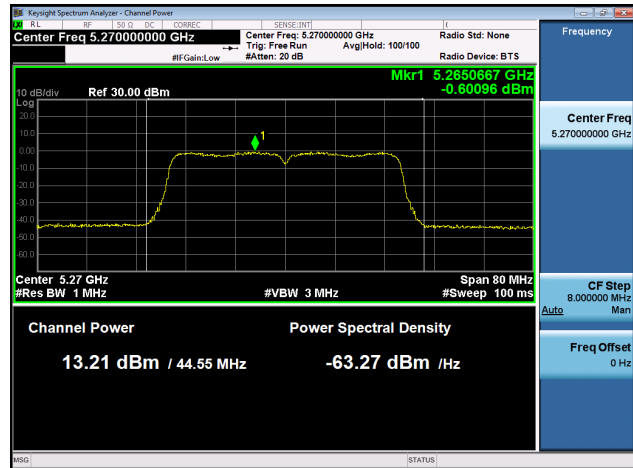 Keysight Spectrum Analyzer - Channel Power
LXI RL RF 50 Ω DC CORREC SENSE:INT
Center Freq 5.270000000 GHz
#IFGain:Low
Center Freq: 5.270000000 GHz
Trig: Free Run Avg|Hold: 100/100
#Atten: 20 dB
Radio Std: None
Radio Device: BTS
Mkr1 5.2650667 GHz
-0.60096 dBm
10 dB/div Ref 30.00 dBm
Log
20.0
10.0
0.00
-10.0
-20.0
-30.0
-40.0
-50.0
-60.0
1
Center 5.27 GHz Span 80 MHz
#Res BW 1 MHz #VBW 3 MHz #Sweep 100 ms
Channel Power Power Spectral Density
13.21 dBm / 44.55 MHz -63.27 dBm /Hz
Frequency
Center Freq
5.270000000 GHz
CF Step
8.000000 MHz
Auto Man
Freq Offset
0 Hz
MSG STATUS